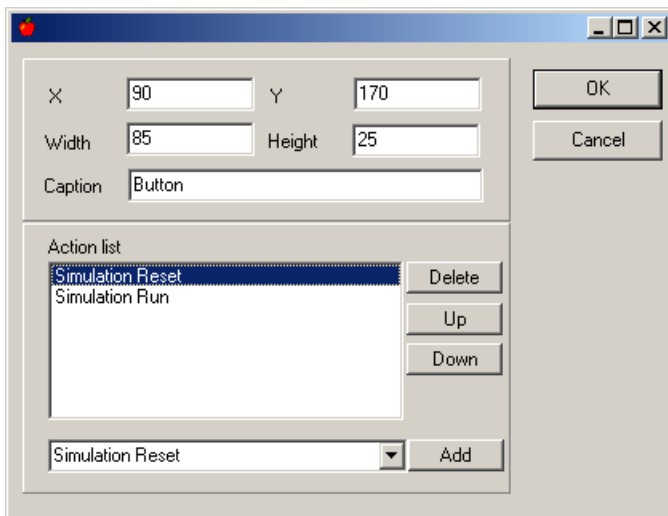 X 90 Y 170 OK
Width 85 Height 25 Cancel
Caption Button
Action list
Simulation Reset Delete
Simulation Run
Up
Down
Simulation Reset Add